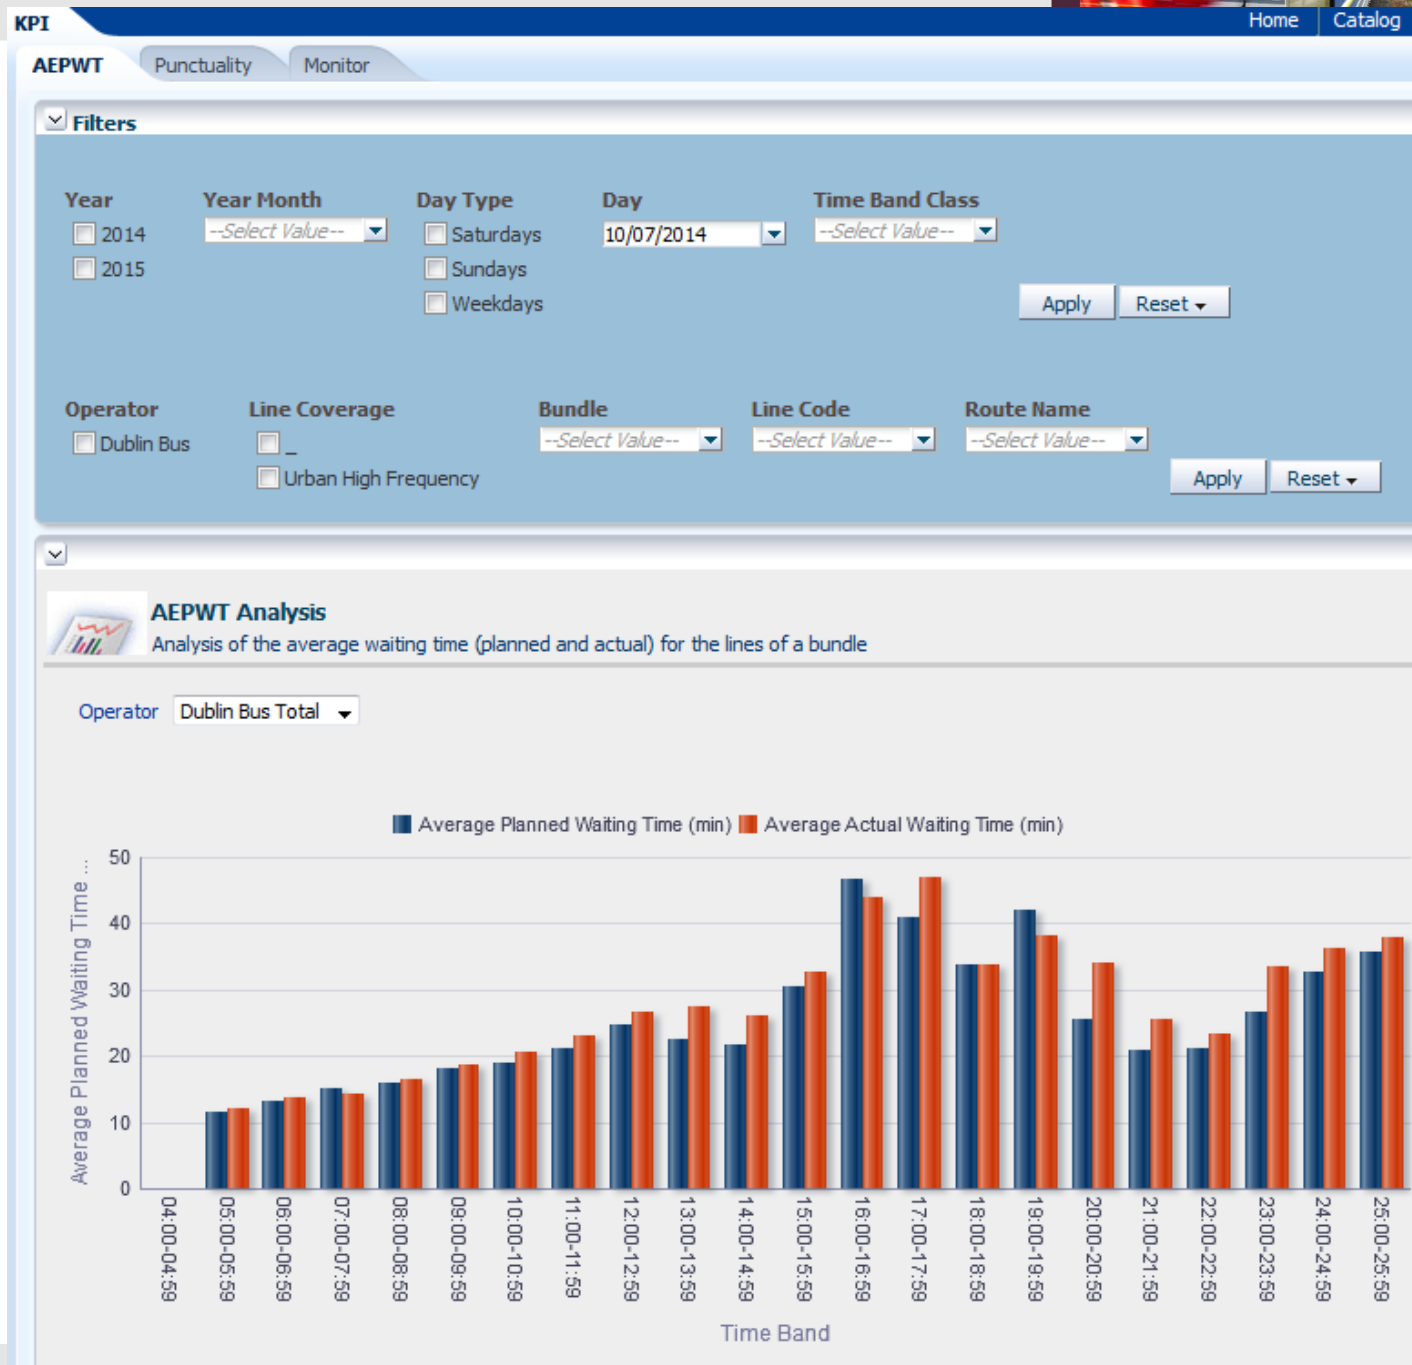 KPI
Home
Catalog
AEPWT
Punctuality
Monitor
Filters
Year
Year Month
Day Type
Day
Time Band Class
2014
--Select Value--
Saturdays
10/07/2014
--Select Value--
2015
Sundays
Weekdays
Apply
Reset
Operator
Line Coverage
Bundle
Line Code
Route Name
Dublin Bus
_
--Select Value--
--Select Value--
--Select Value--
Urban High Frequency
Apply
Reset
AEPWT Analysis
Analysis of the average waiting time (planned and actual) for the lines of a bundle
Operator
Dublin Bus Total
Average Planned Waiting Time (min)
Average Actual Waiting Time (min)
Average Planned Waiting Time ...
50
40
30
20
10
0
04:00-04:59
05:00-05:59
06:00-06:59
07:00-07:59
08:00-08:59
09:00-09:59
10:00-10:59
11:00-11:59
12:00-12:59
13:00-13:59
14:00-14:59
15:00-15:59
16:00-16:59
17:00-17:59
18:00-18:59
19:00-19:59
20:00-20:59
21:00-21:59
22:00-22:59
23:00-23:59
24:00-24:59
25:00-25:59
Time Band